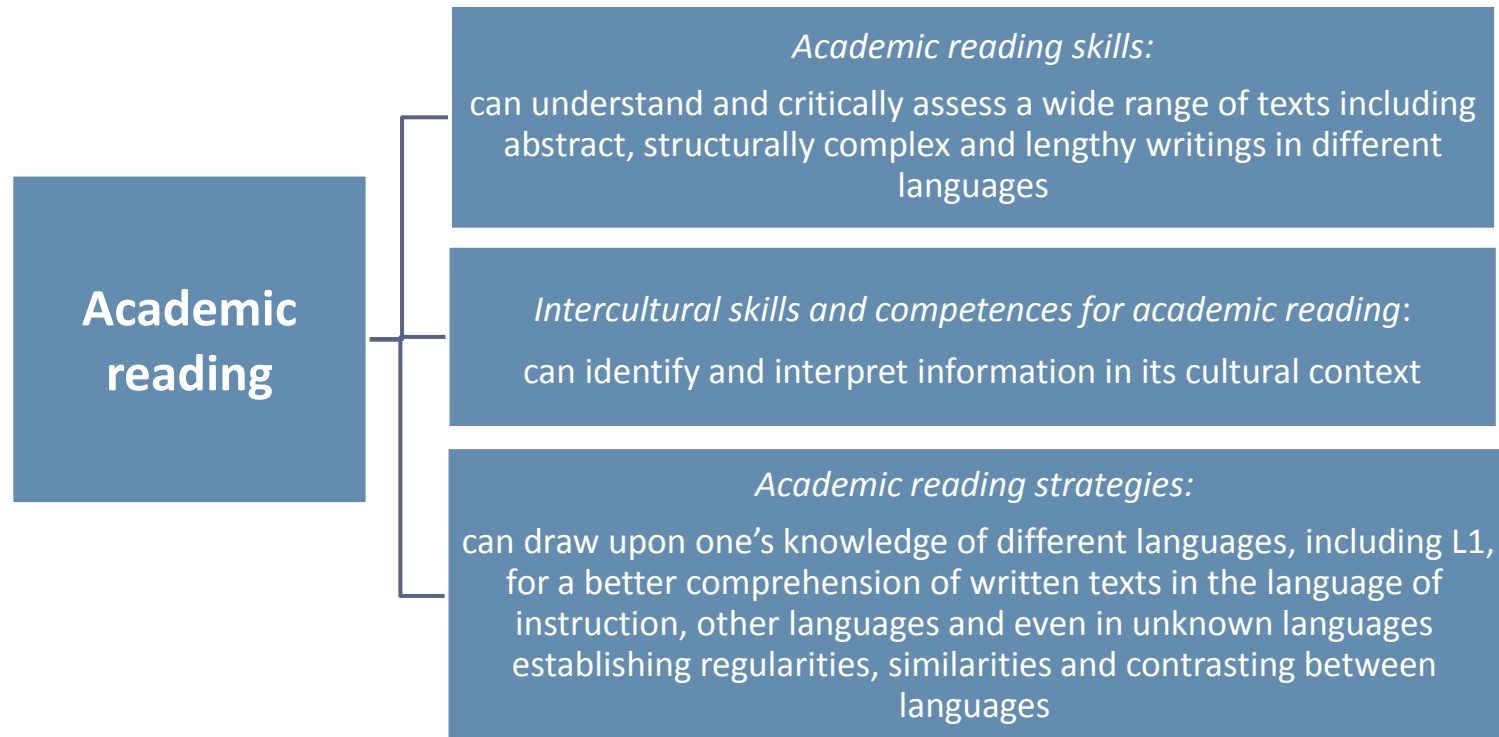 Academic
reading
Academic reading skills:
can understand and critically assess a wide range of texts including
abstract, structurally complex and lengthy writings in different
languages
Intercultural skills and competences for academic reading:
can identify and interpret information in its cultural context
Academic reading strategies:
can draw upon one’s knowledge of different languages, including L1,
for a better comprehension of written texts in the language of
instruction, other languages and even in unknown languages
establishing regularities, similarities and contrasting between
languages